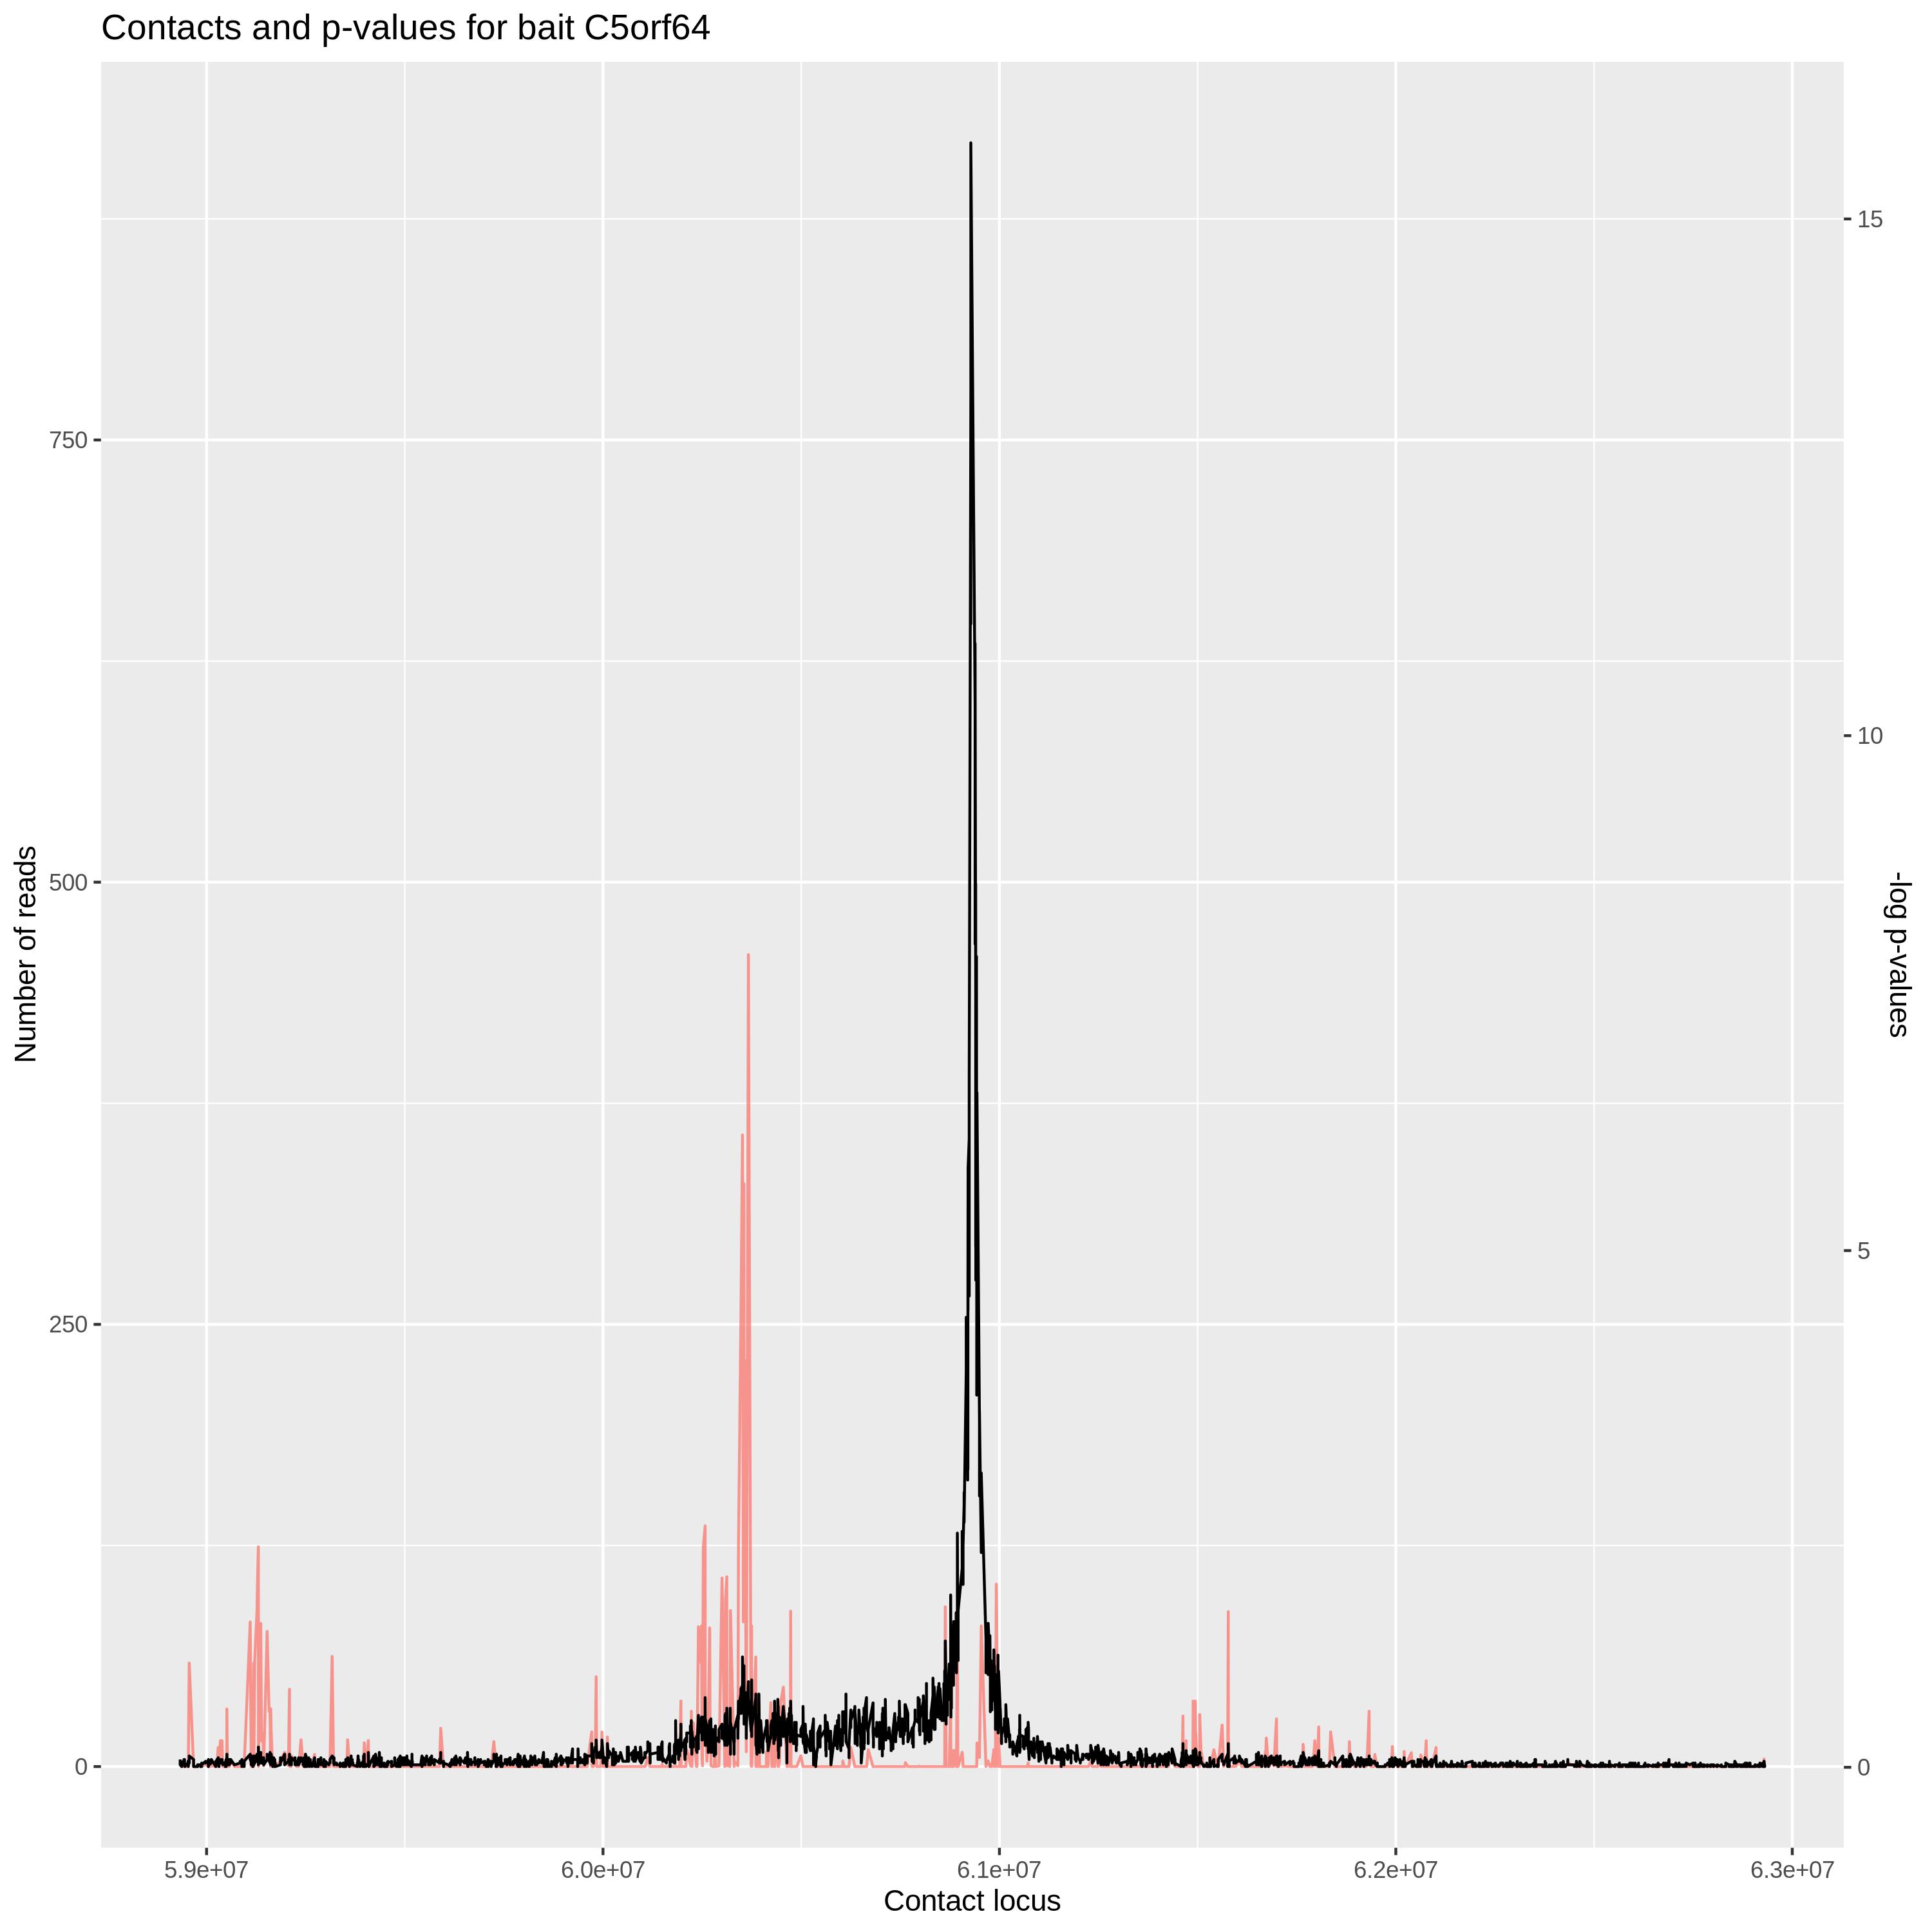 Contacts and p-values for bait C5orf64
Number of reads
750
500
250
0
15
10
5
0
-log p-values
5.9e+07 6.0e+07 6.1e+07 6.2e+07 6.3e+07
Contact locus